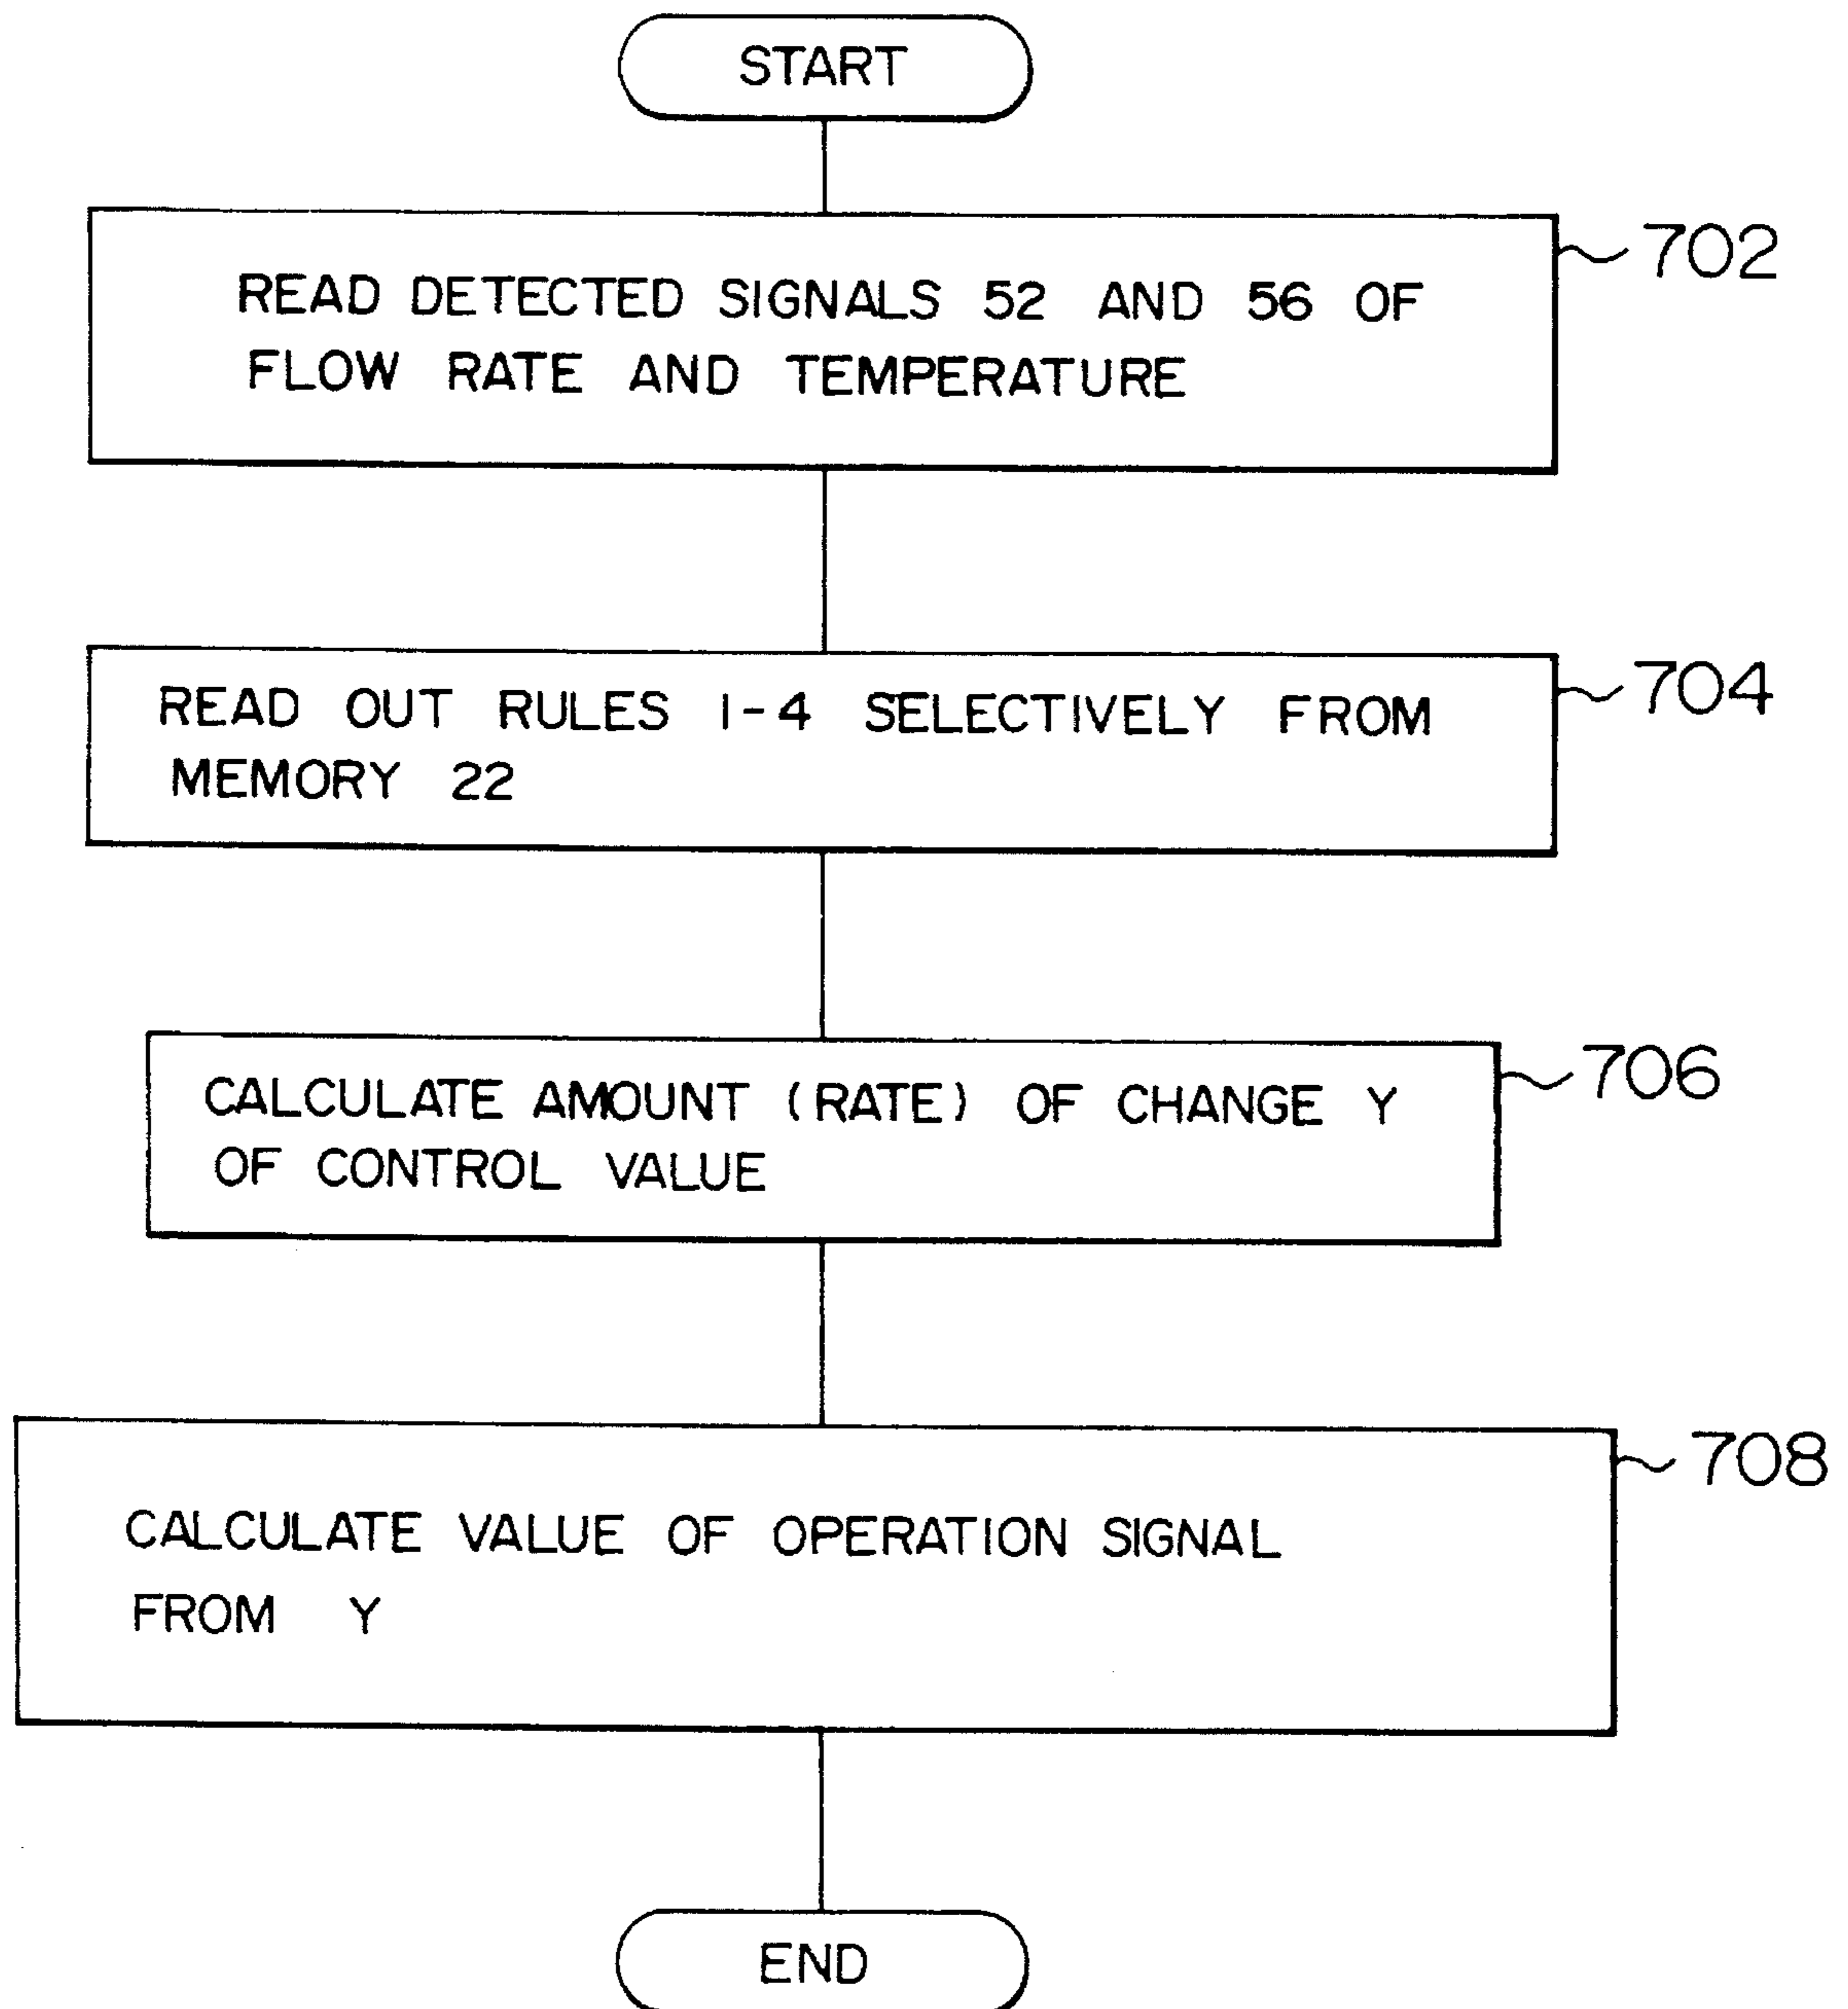 START
READ DETECTED SIGNALS 52 AND 56 OF
FLOW RATE AND TEMPERATURE
702
READ OUT RULES 1-4 SELECTIVELY FROM
MEMORY 22
704
CALCULATE AMOUNT (RATE) OF CHANGE Y
OF CONTROL VALUE
706
CALCULATE VALUE OF OPERATION SIGNAL
FROM Y
708
END